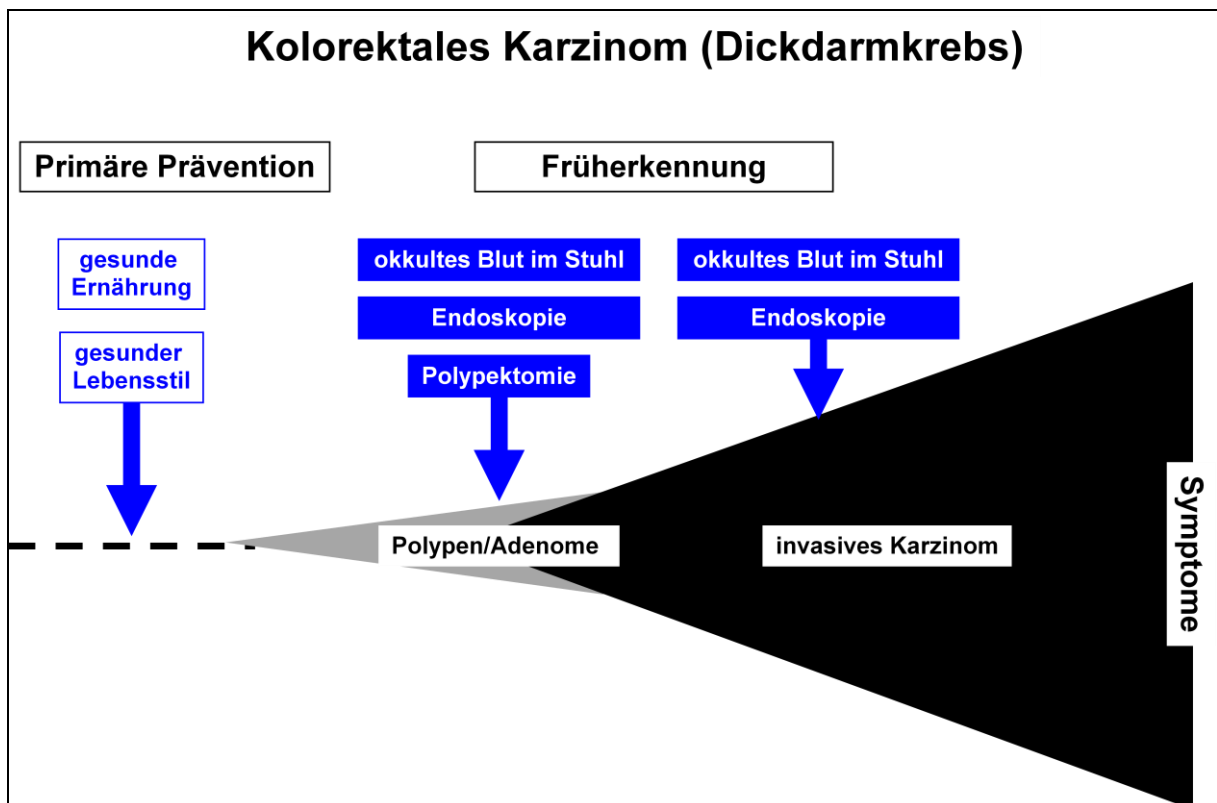 Kolorektales Karzinom (Dickdarmkrebs)
Primäre Prävention
Früherkennung
gesunde
Ernährung
gesunder
Lebensstil
okkultes Blut im Stuhl
Endoskopie
Polypektomie
okkultes Blut im Stuhl
Endoskopie
Polypen/Adenome
invasives Karzinom
Symptome